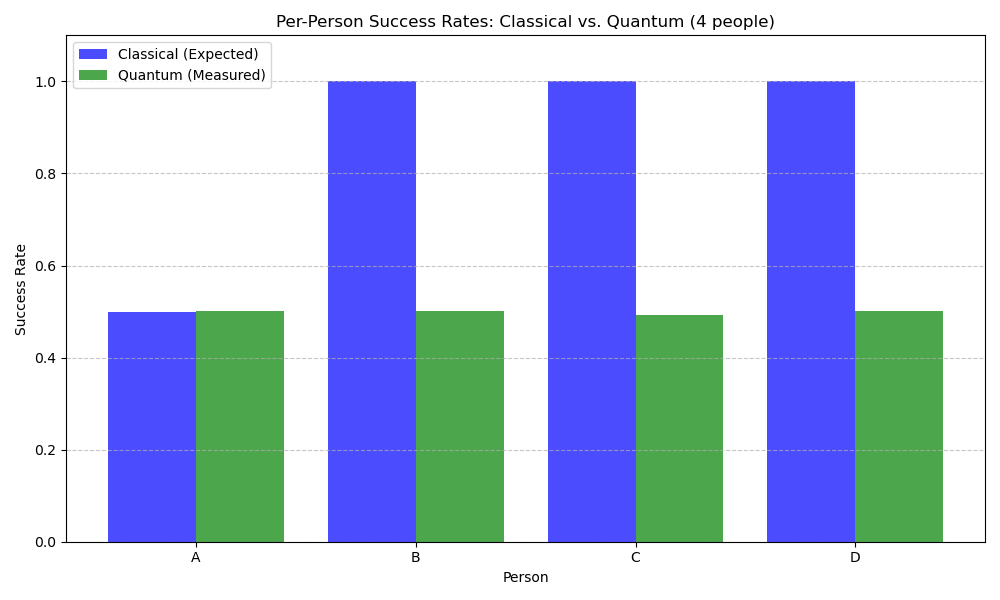 Per-Person Success Rates: Classical vs. Quantum (4 people)
Classical (Expected)
Quantum (Measured)
Success Rate
1.0
0.8
0.6
0.4
0.2
0.0
A B C D
Person